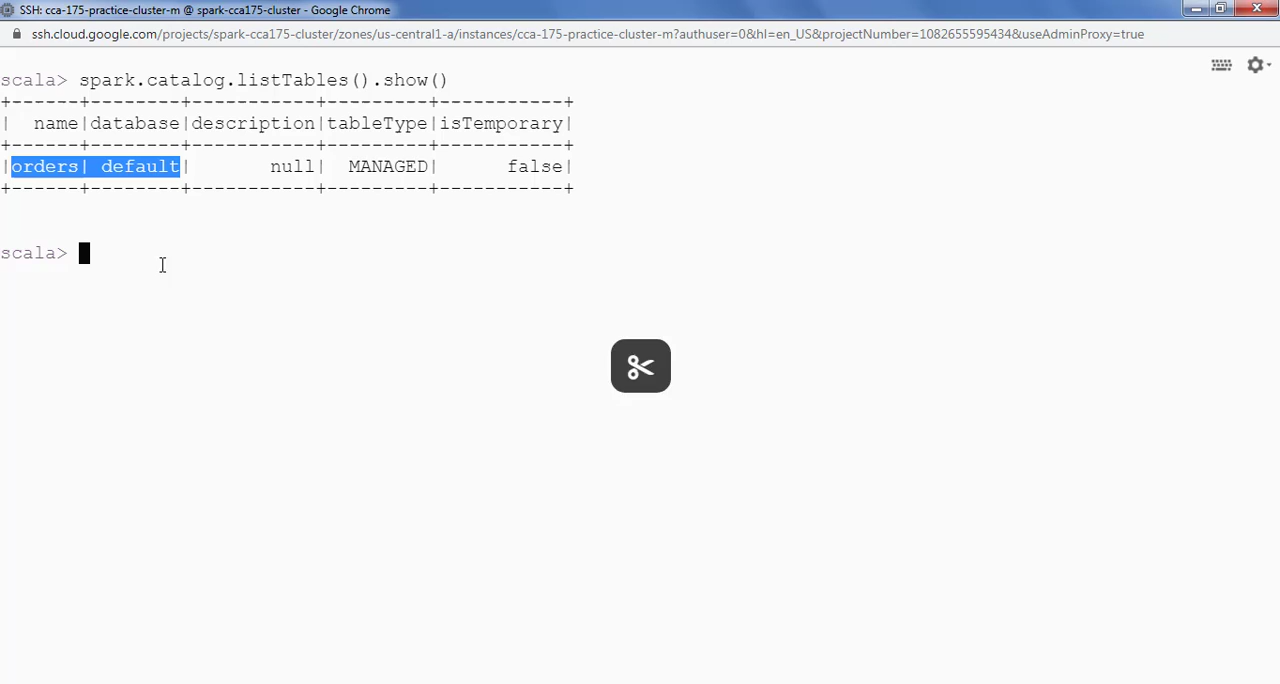 SSH: cca-175-practice-cluster-m @ spark-cca175-cluster - Google Chrome
ssh.cloud.google.com/projects/spark-cca175-cluster/zones/us-central1-a/instances/cca-175-practice-cluster-m?authuser=0&hl=en_US&projectNumber=1082655595434&useAdminProxy=true
scala> spark.catalog.listTables().show()
+------+--------+-----------+---------+-----------+
|  name|database|description|tableType|isTemporary|
+------+--------+-----------+---------+-----------+
|orders| default|       null|  MANAGED|      false|
+------+--------+-----------+---------+-----------+
scala>